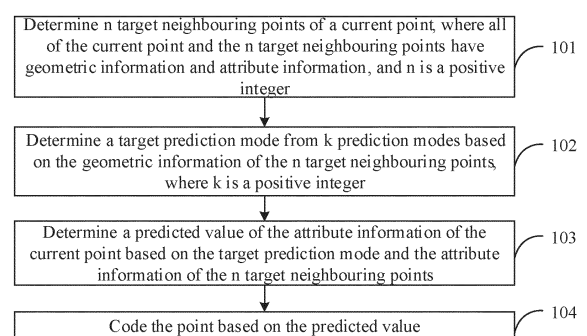 Determine n target neighbouring points of a current point, where all
of the current point and the n target neighbouring points have
geometric information and attribute information, and n is a positive
integer
101
Determine a target prediction mode from k prediction modes based
on the geometric information of the n target neighbouring points,
where k is a positive integer
102
Determine a predicted value of the attribute information of the
current point based on the target prediction mode and the attribute
information of the n target neighbouring points
103
Code the point based on the predicted value
104